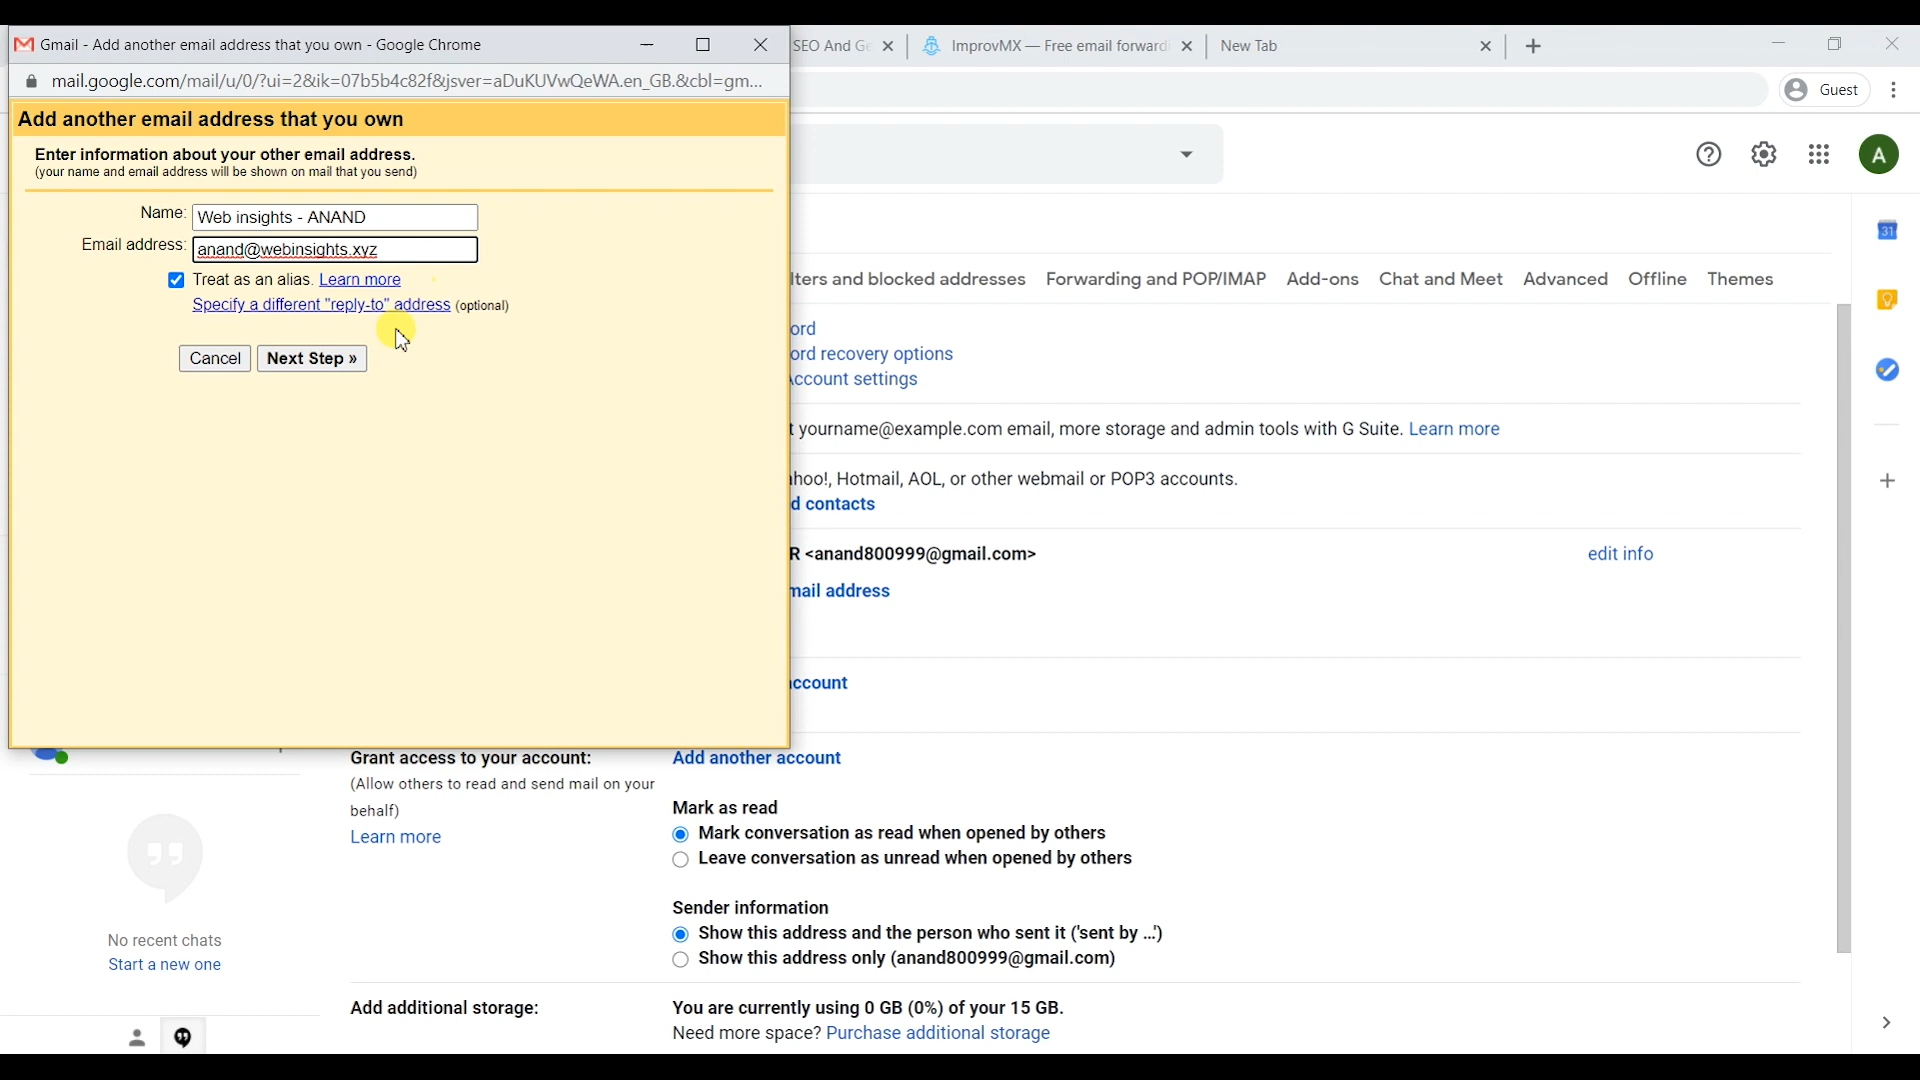 Gmail - Add another email address that you own - Google Chrome
SEO And Ge
ImprovMX — Free email forwardi
New Tab
mail.google.com/mail/u/0/?ui=2&ik=07b5b4c82f&jsver=aDuKUVwQeWA.en_GB.&cbl=gm...
Guest
Add another email address that you own
Enter information about your other email address.
(your name and email address will be shown on mail that you send)
A
Name: Web insights - ANAND
Email address: anand@webinsights.xyz
Treat as an alias. Learn more
Specify a different "reply-to" address (optional)
Cancel Next Step »
31
lters and blocked addresses Forwarding and POP/IMAP Add-ons Chat and Meet Advanced Offline Themes
ord
ord recovery options
Account settings
t yourname@example.com email, more storage and admin tools with G Suite. Learn more
ahoo!, Hotmail, AOL, or other webmail or POP3 accounts.
d contacts
R <anand800999@gmail.com> edit info
mail address
account
Grant access to your account: Add another account
(Allow others to read and send mail on your
behalf)
Learn more
Mark as read
Mark conversation as read when opened by others
Leave conversation as unread when opened by others
Sender information
Show this address and the person who sent it ('sent by ...')
Show this address only (anand800999@gmail.com)
No recent chats
Start a new one
Add additional storage: You are currently using 0 GB (0%) of your 15 GB.
Need more space? Purchase additional storage